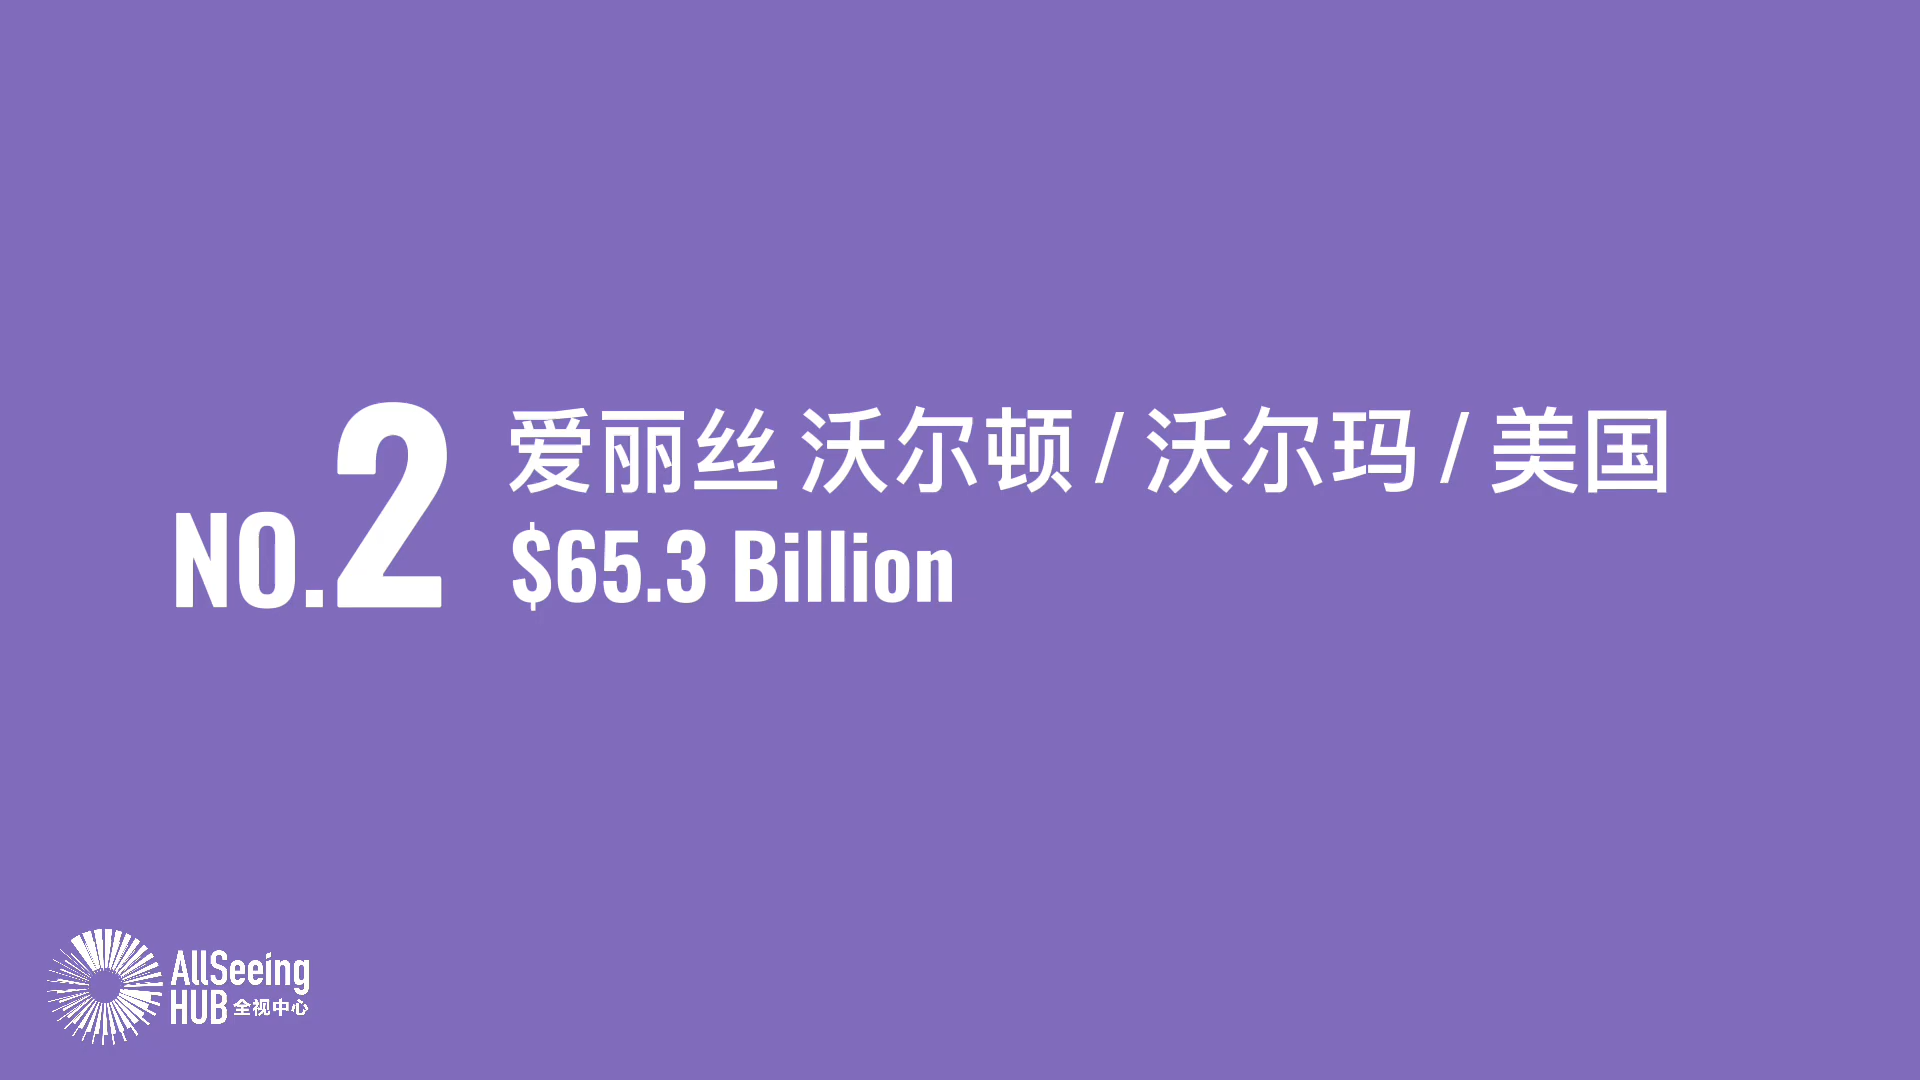 NO.2
爱丽丝 沃尔顿 / 沃尔玛 / 美国
$65.3 Billion
AllSeeing
HUB 全视中心